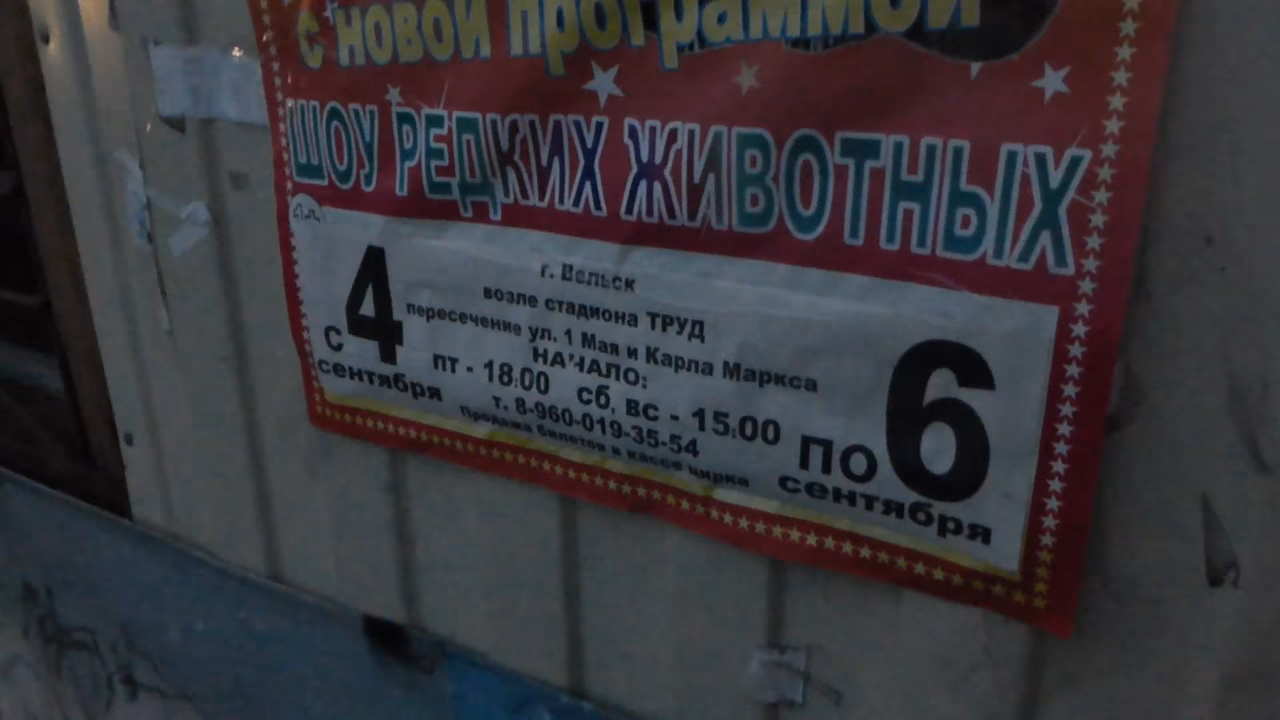 с новой программой
ШОУ РЕДКИХ ЖИВОТНЫХ
г. Вельск
возле стадиона ТРУД
пересечение ул. 1 Мая и Карла Маркса
НАЧАЛО:
пт - 18:00 сб, вс - 15:00
т. 8-960-019-35-54
Продажа билетов в кассе цирка
с 4 сентября
ПО 6 сентября